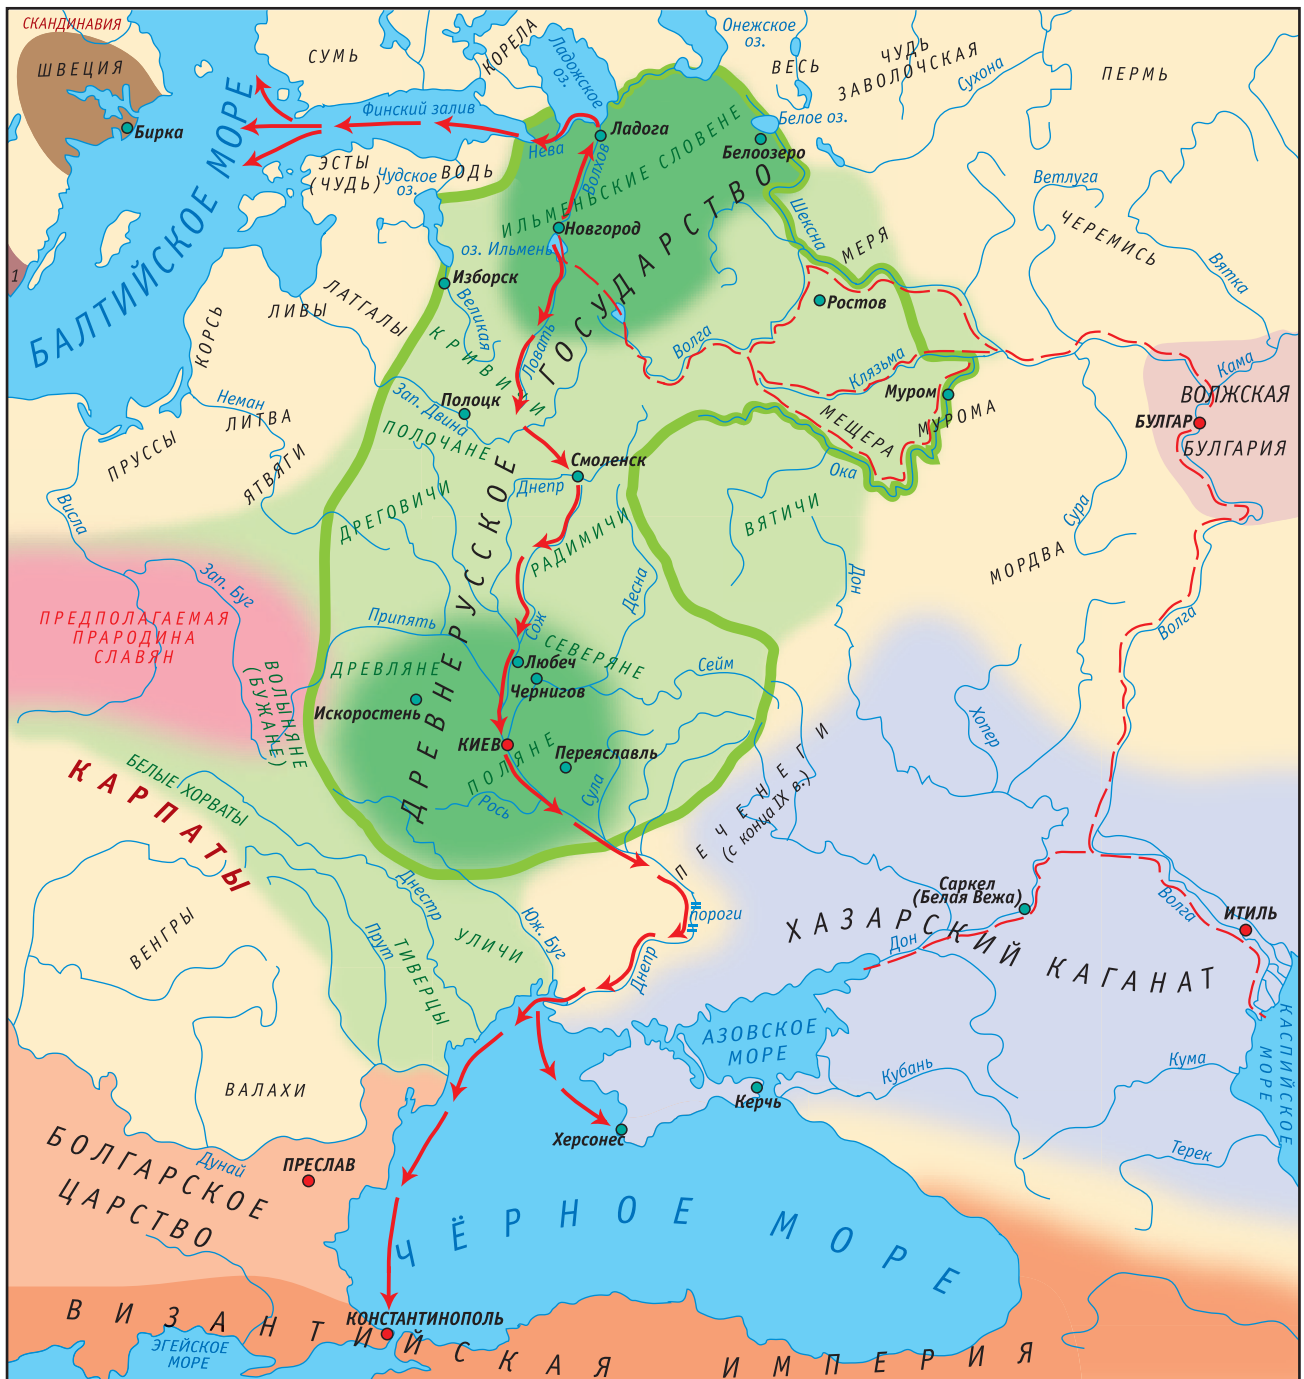 СКАНДИНАВИЯ
ШВЕЦИЯ
Бирка
СУМЬ
КОРЕЛА
Ладожское
оз.
Онежское
оз.
ВЕСЬ
ЧУДЬ
ЗАВОЛОЧСКАЯ
Сухона
ПЕРМЬ
Финский залив
Нева
Ладога
Волхов
Белое оз.
Белоозеро
ЭСТЫ
(ЧУДЬ)
Чудское
оз.
ВОДЬ
ИЛЬМЕНЬСКИЕ СЛОВЕНЕ
Новгород
оз. Ильмень
Шексна
МЕРЯ
Ветлуга
ЧЕРЕМИСЬ
Вятка
БАЛТИЙСКОЕ МОРЕ
1
Изборск
Великая
ЛИВЫ
ЛАТГАЛЫ
КОРСЬ
КРИВИЧИ
Ловать
Ростов
Волга
Клязьма
Кама
Муром
МУРОМА
МЕЩЕРА
Ока
ВОЛЖСКАЯ
БУЛГАР
БУЛГАРИЯ
Неман
ЛИТВА
ПРУССЫ
ЯТВЯГИ
Висла
Зап. Двина
Полоцк
ПОЛОЧАНЕ
Смоленск
Днепр
ДРЕГОВИЧИ
РАДИМИЧИ
ВЯТИЧИ
Дон
Сура
МОРДВА
Волга
ДРЕВНЕРУССКОЕ ГОСУДАРСТВО
Десна
Сож
Зап. Буг
ПРЕДПОЛАГАЕМАЯ
ПРАРОДИНА
СЛАВЯН
Припять
ДРЕВЛЯНЕ
ВОЛЫНЯНЕ
(БУЖАНЕ)
Искоростень
Любеч
Чернигов
СЕВЕРЯНЕ
Сейм
КИЕВ
ПОЛЯНЕ
Переяславль
Рось
Сула
Хопер
ПЕЧЕНЕГИ
(с конца IX в.)
БЕЛЫЕ ХОРВАТЫ
КАРПАТЫ
Днестр
Прут
ТИВЕРЦЫ
УЛИЧИ
Юж. Буг
пороги
Днепр
ВЕНГРЫ
Саркел
(Белая Вежа)
Дон
ХАЗАРСКИЙ КАГАНАТ
Волга
ИТИЛЬ
КАСПИЙСКОЕ
МОРЕ
АЗОВСКОЕ
МОРЕ
Керчь
Кубань
Кума
Терек
Херсонес
ВАЛАХИ
Дунай
ПРЕСЛАВ
БОЛГАРСКОЕ
ЦАРСТВО
ЧЁРНОЕ МОРЕ
КОНСТАНТИНОПОЛЬ
ЭГЕЙСКОЕ
МОРЕ
ВИЗАНТИЙСКАЯ ИМПЕРИЯ